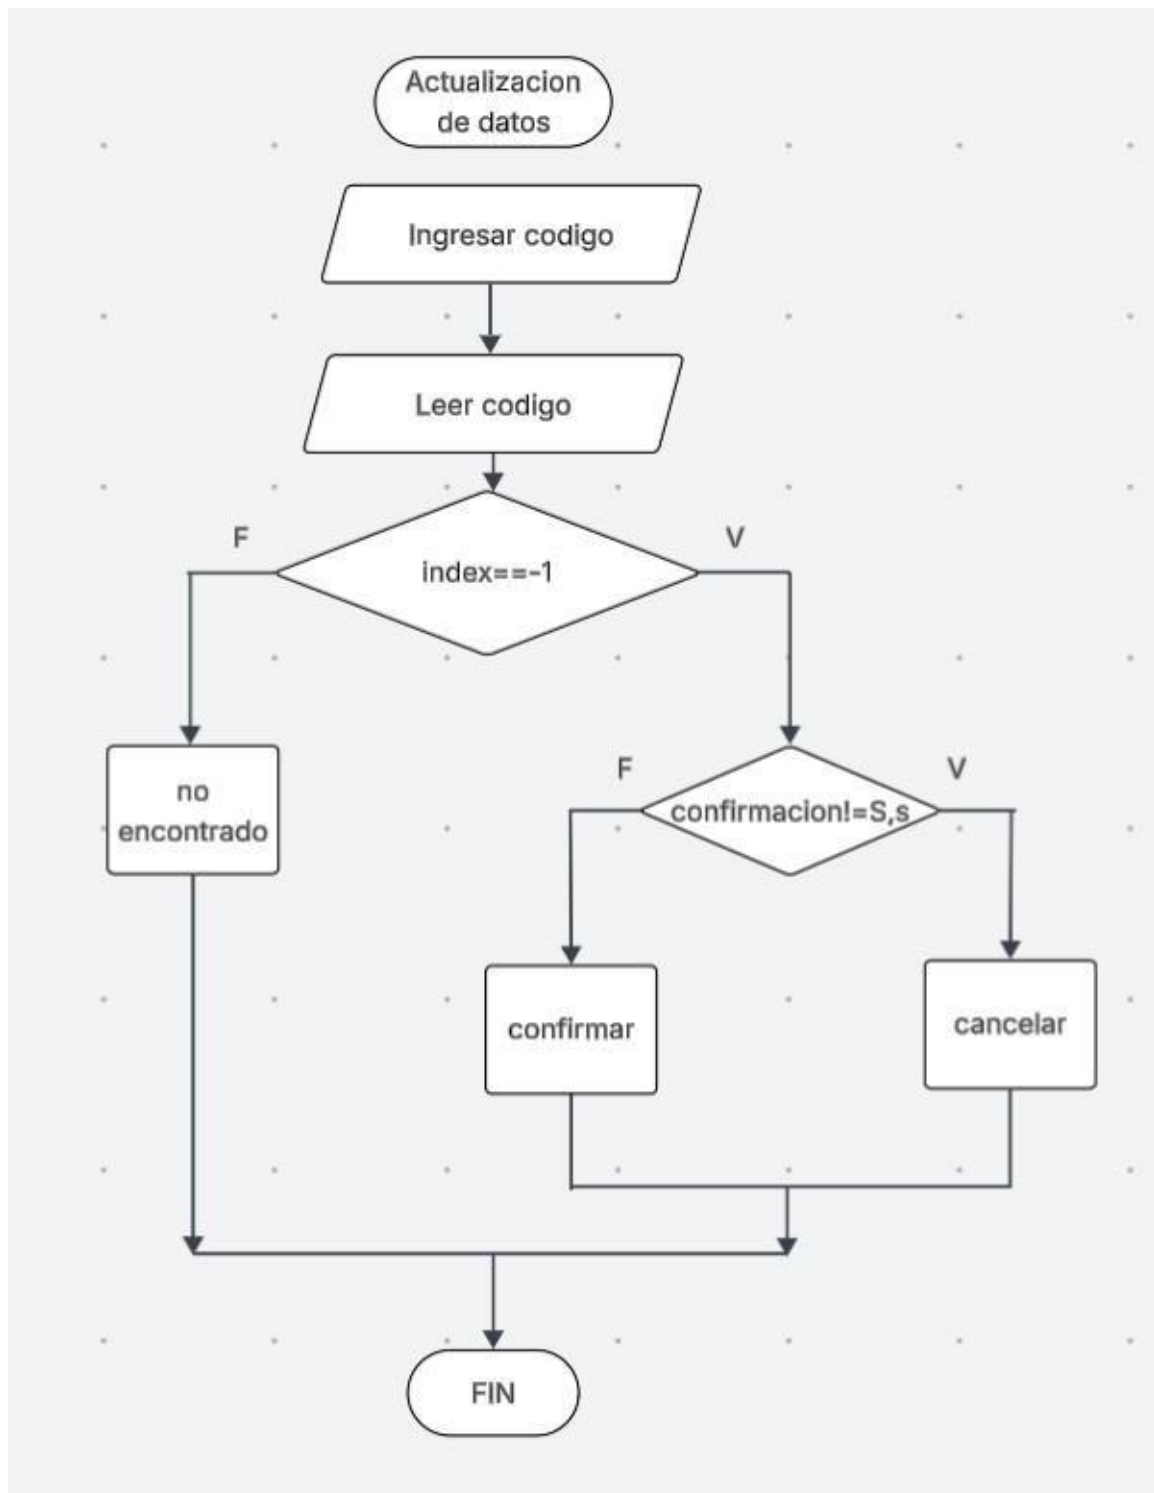 Actualizacion
de datos
Ingresar codigo
Leer codigo
F
V
index==-1
no
encontrado
F
V
confirmacion!=S,s
confirmar
cancelar
FIN